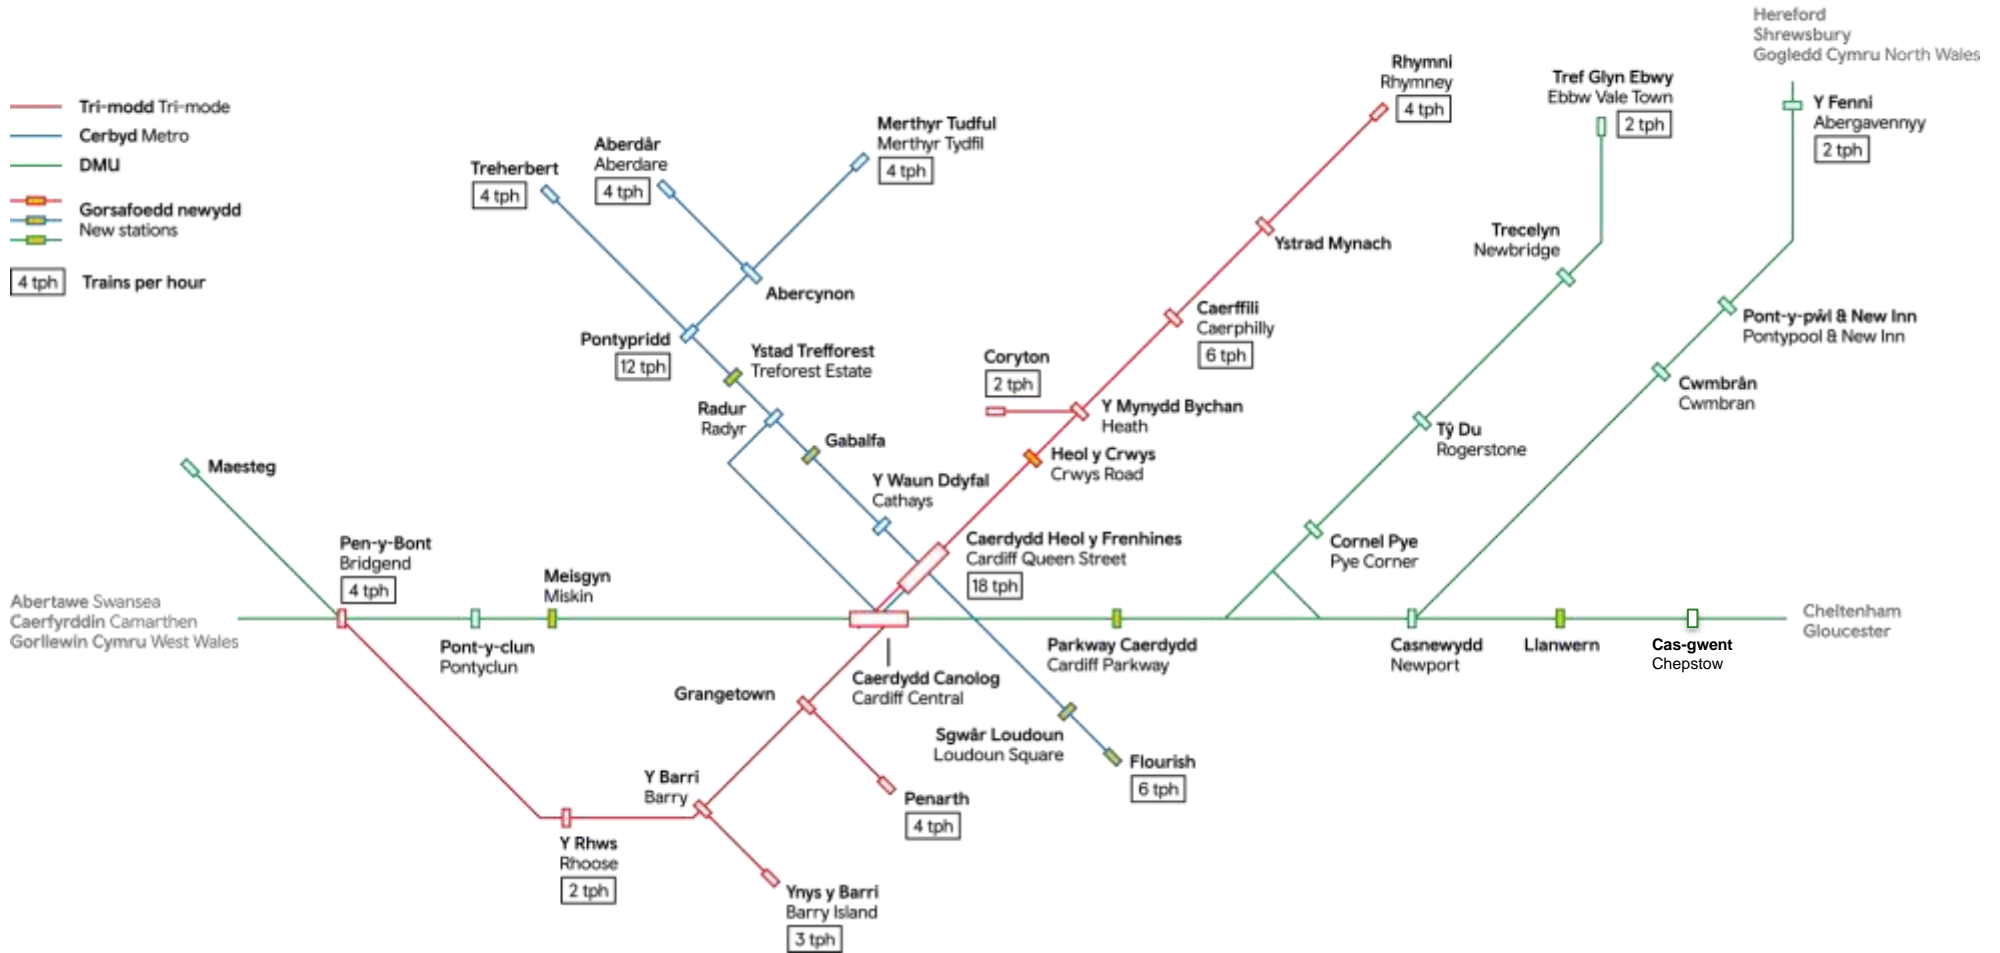 Tri-modd Tri-mode
Cerbyd Metro
DMU
Gorsafoedd newydd
New stations
4 tph Trains per hour
Treherbert
4 tph
Aberdâr
Aberdare
4 tph
Merthyr Tudful
Merthyr Tydfil
4 tph
Abercynon
Pontypridd
12 tph
Ystad Trefforest
Treforest Estate
Radur
Radyr
Gabalfa
Y Waun Ddyfal
Cathays
Rhymni
Rhymney
4 tph
Ystrad Mynach
Caerffili
Caerphilly
6 tph
Coryton
2 tph
Y Mynydd Bychan
Heath
Heol y Crwys
Crwys Road
Caerdydd Heol y Frenhines
Cardiff Queen Street
18 tph
Tref Glyn Ebwy
Ebbw Vale Town
2 tph
Trecelyn
Newbridge
Tŷ Du
Rogerstone
Cornel Pye
Pye Corner
Hereford
Shrewsbury
Gogledd Cymru North Wales
Y Fenni
Abergavennyy
2 tph
Pont-y-pŵl & New Inn
Pontypool & New Inn
Cwmbrân
Cwmbran
Maesteg
Pen-y-Bont
Bridgend
4 tph
Abertawe Swansea
Caerfyrddin Camarthen
Gorllewin Cymru West Wales
Pont-y-clun
Pontyclun
Meisgyn
Miskin
Caerdydd Canolog
Cardiff Central
Parkway Caerdydd
Cardiff Parkway
Casnewydd
Newport
Llanwern
Cas-gwent
Chepstow
Cheltenham
Gloucester
Grangetown
Sgwâr Loudoun
Loudoun Square
Flourish
6 tph
Penarth
4 tph
Y Barri
Barry
Y Rhws
Rhoose
2 tph
Ynys y Barri
Barry Island
3 tph